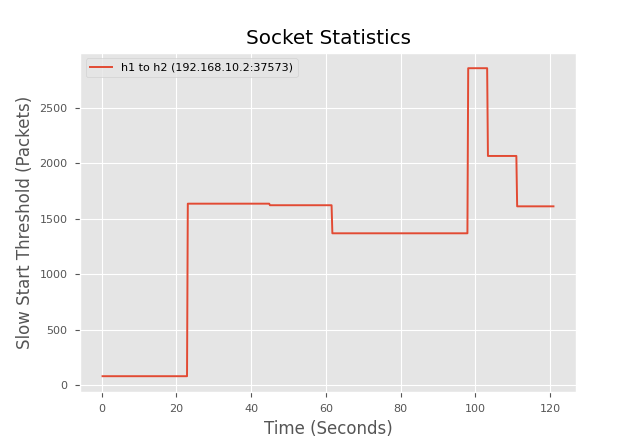 Socket Statistics
h1 to h2 (192.168.10.2:37573)
Slow Start Threshold (Packets)
2500
2000
1500
1000
500
0
0 20 40 60 80 100 120
Time (Seconds)